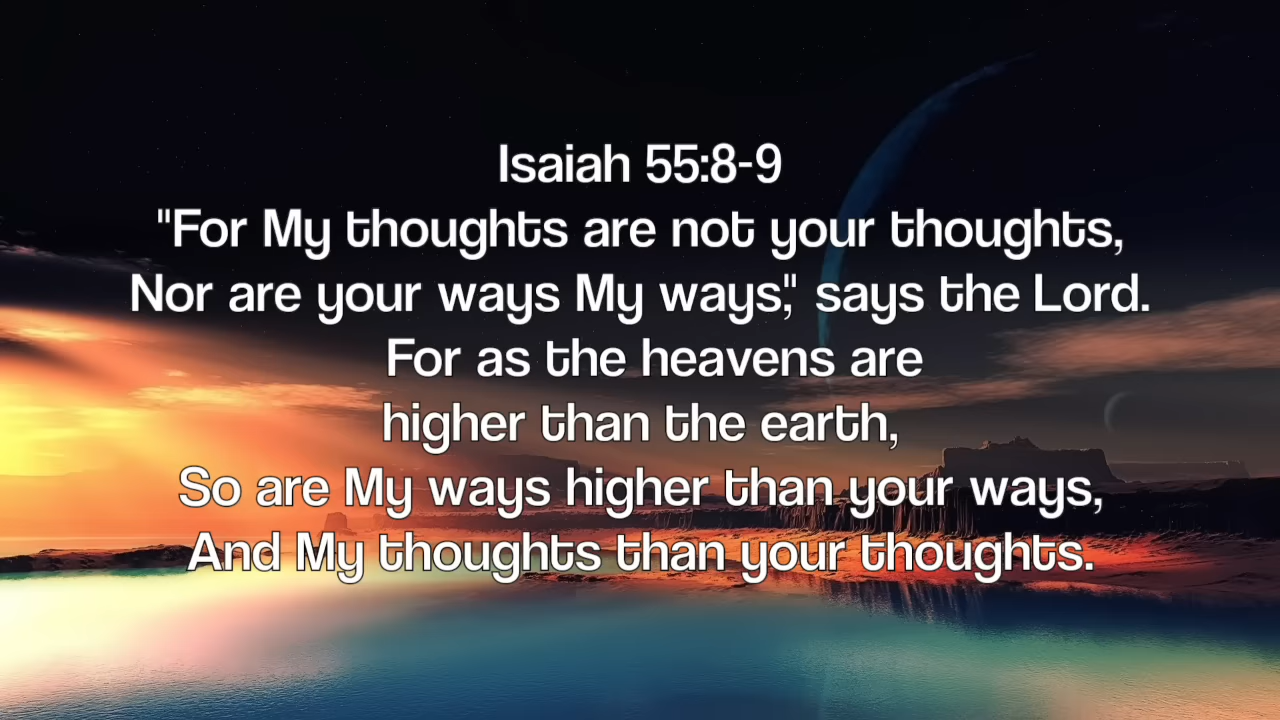 Isaiah 55:8-9
"For My thoughts are not your thoughts,
Nor are your ways My ways," says the Lord.
For as the heavens are
higher than the earth,
So are My ways higher than your ways,
And My thoughts than your thoughts.